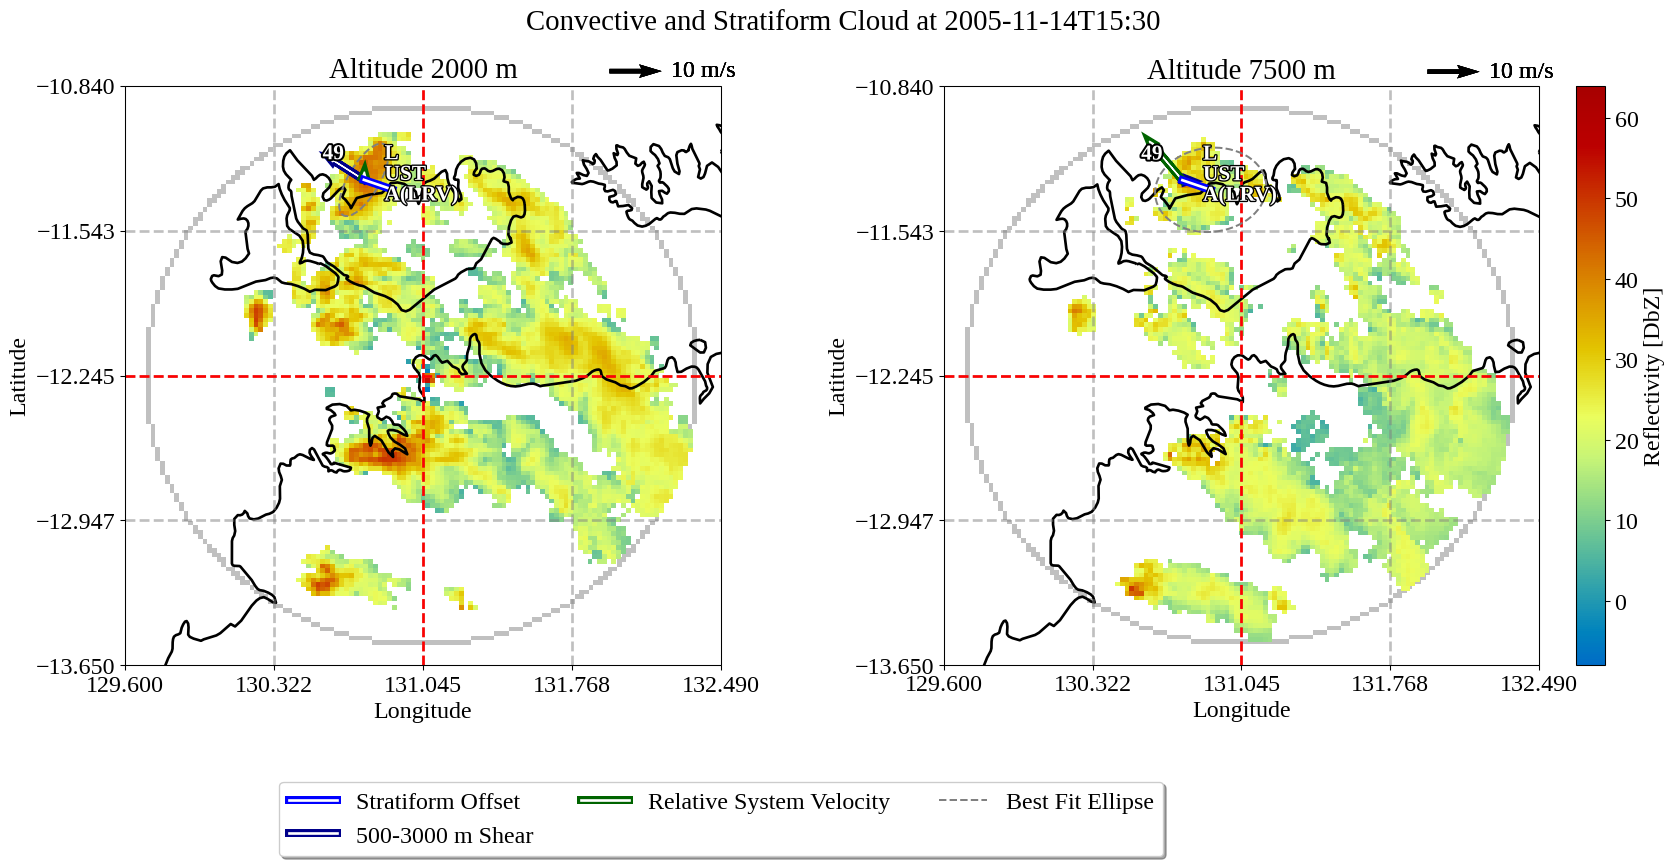 Convective and Stratiform Cloud at 2005-11-14T15:30
Altitude 2000 m
10 m/s
−10.840
−11.543
−12.245
−12.947
−13.650
Latitude
49
L
UST
A(LRV)
129.600
130.322
131.045
131.768
132.490
Longitude
Altitude 7500 m
10 m/s
−10.840
−11.543
−12.245
−12.947
−13.650
Latitude
49
L
UST
A(LRV)
129.600
130.322
131.045
131.768
132.490
Longitude
60
50
40
30
20
10
0
Reflectivity [DbZ]
Stratiform Offset
500-3000 m Shear
Relative System Velocity
Best Fit Ellipse